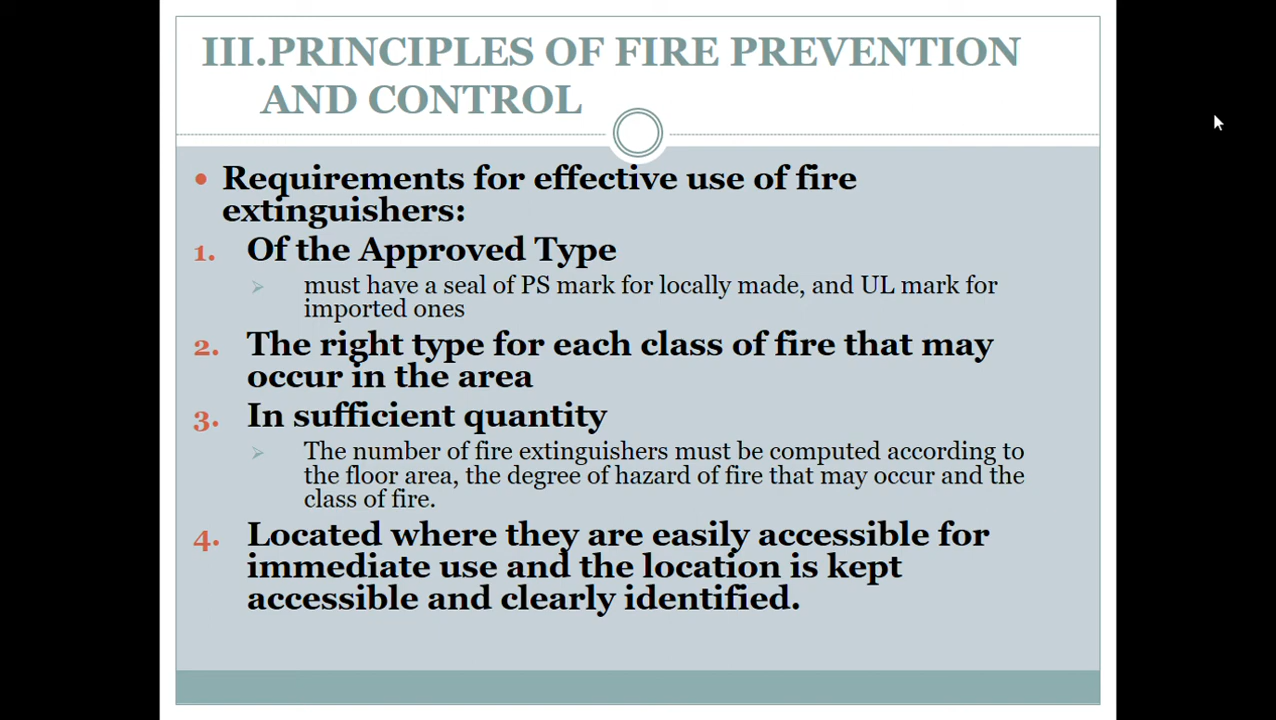 III.PRINCIPLES OF FIRE PREVENTION
AND CONTROL
• Requirements for effective use of fire
extinguishers:
1. Of the Approved Type
must have a seal of PS mark for locally made, and UL mark for
imported ones
2. The right type for each class of fire that may
occur in the area
3. In sufficient quantity
The number of fire extinguishers must be computed according to
the floor area, the degree of hazard of fire that may occur and the
class of fire.
4. Located where they are easily accessible for
immediate use and the location is kept
accessible and clearly identified.